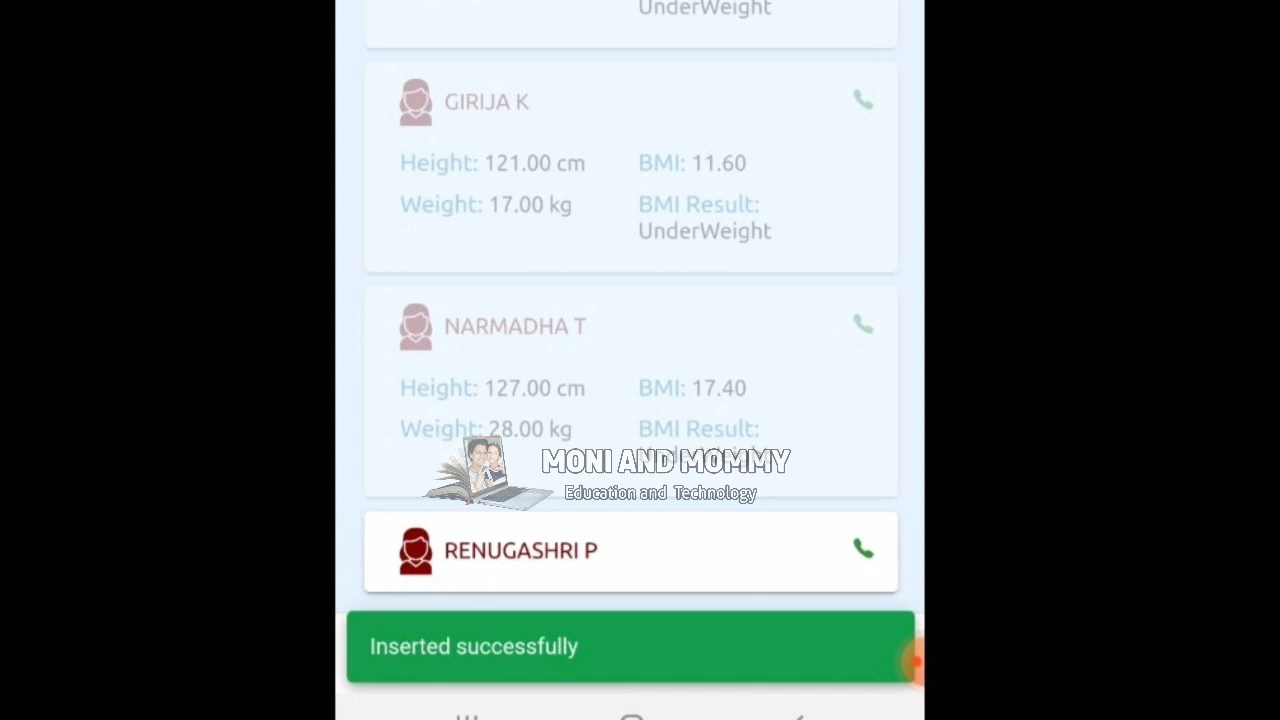 UnderWeight
GIRIJA K
Height: 121.00 cm BMI: 11.60
Weight: 17.00 kg BMI Result:
UnderWeight
NARMADHA T
Height: 127.00 cm BMI: 17.40
Weight: 28.00 kg BMI Result:
MONI AND MOMMY
Education and Technology
RENUGASHRI P
Inserted successfully